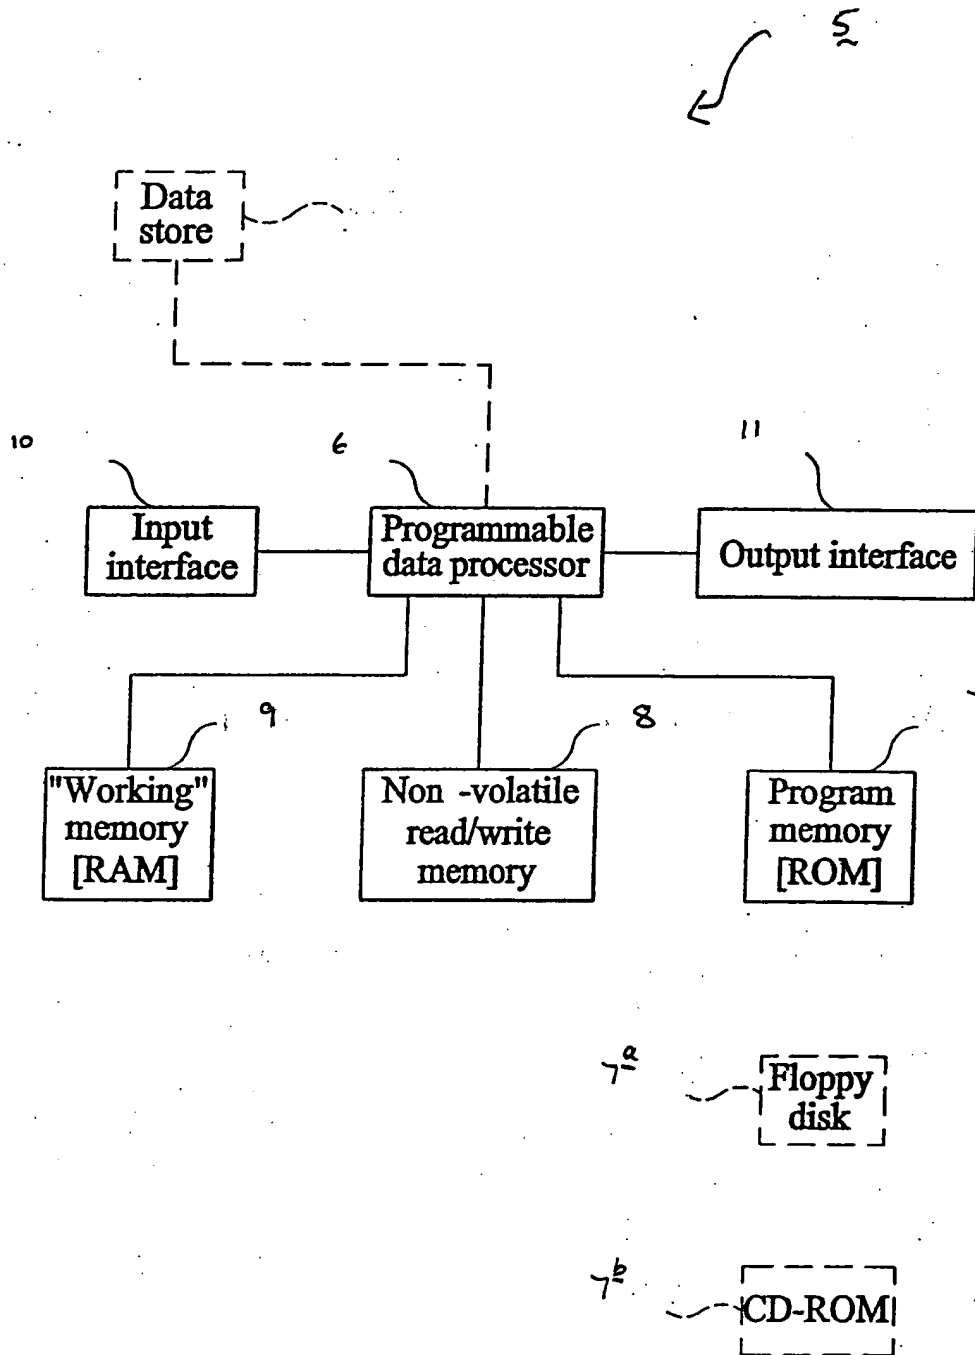 5
Data
store
10
6
11
Input
interface
Programmable
data processor
Output interface
9
8
"Working"
memory
[RAM]
Non -volatile
read/write
memory
Program
memory
[ROM]
7a
Floppy
disk
7b
CD-ROM